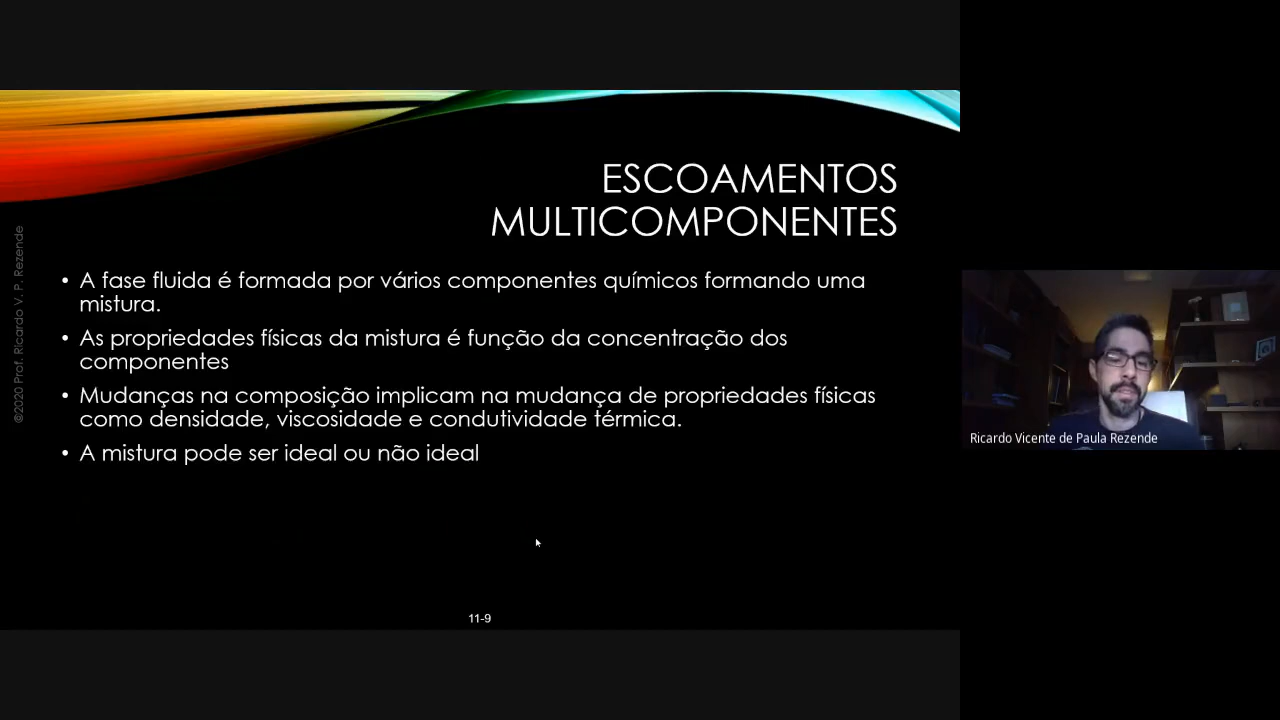 ESCOAMENTOS
MULTICOMPONENTES
• A fase fluida é formada por vários componentes químicos formando uma
mistura.
• As propriedades físicas da mistura é função da concentração dos
componentes
• Mudanças na composição implicam na mudança de propriedades físicas
como densidade, viscosidade e condutividade térmica.
• A mistura pode ser ideal ou não ideal
©2020 Prof. Ricardo V. P. Rezende
11-9
Ricardo Vicente de Paula Rezende